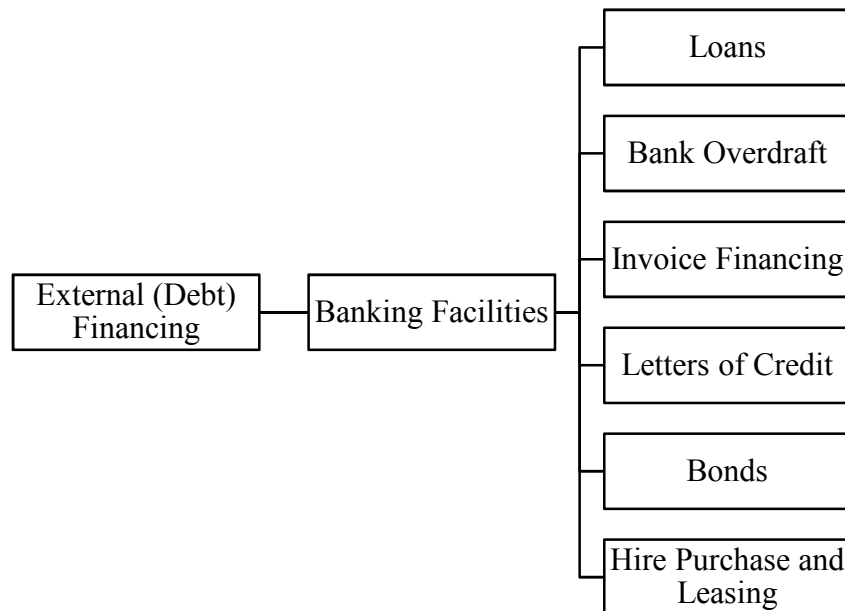 Loans
Bank Overdraft
Invoice Financing
External (Debt)
Financing
Banking Facilities
Letters of Credit
Bonds
Hire Purchase and
Leasing